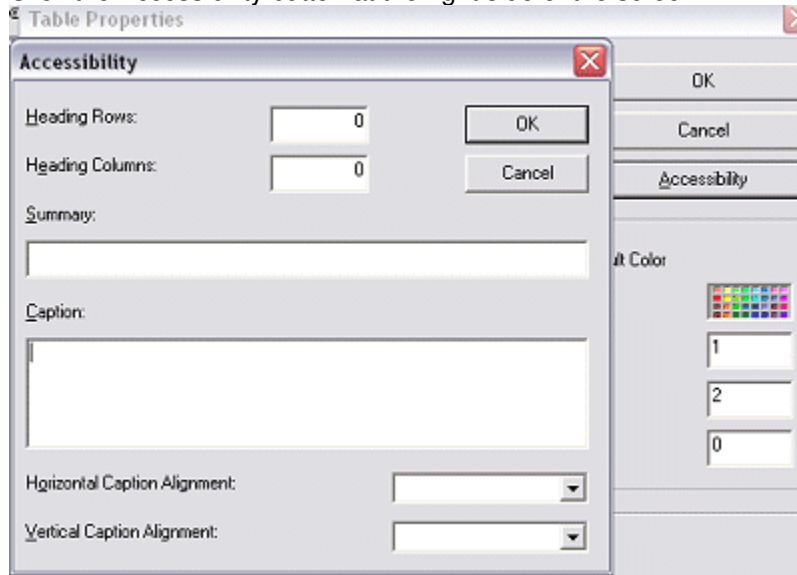 Table Properties
Accessibility
Heading Rows: 0
OK
Heading Columns: 0
Cancel
Summary:
Caption:
Horizontal Caption Alignment:
Vertical Caption Alignment:
OK
Cancel
Accessibility
Color
1
2
0